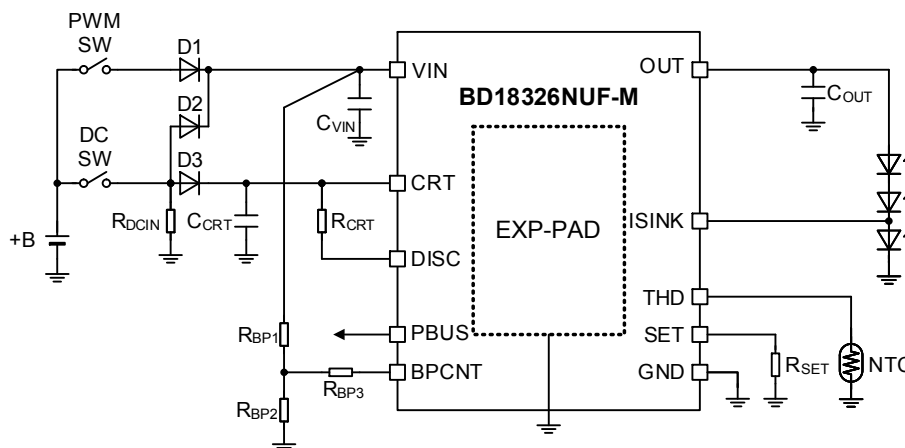 PWM
SW
D1
VIN
OUT
BD18326NUF-M
D2
CVIN
COUT
DC
SW
D3
CRT
RDCIN
CCRT
RCRT
+B
EXP-PAD
ISINK
DISC
THD
PBUS
SET
RBP1
BPCNT
RBP3
GND
RSET
RBP2